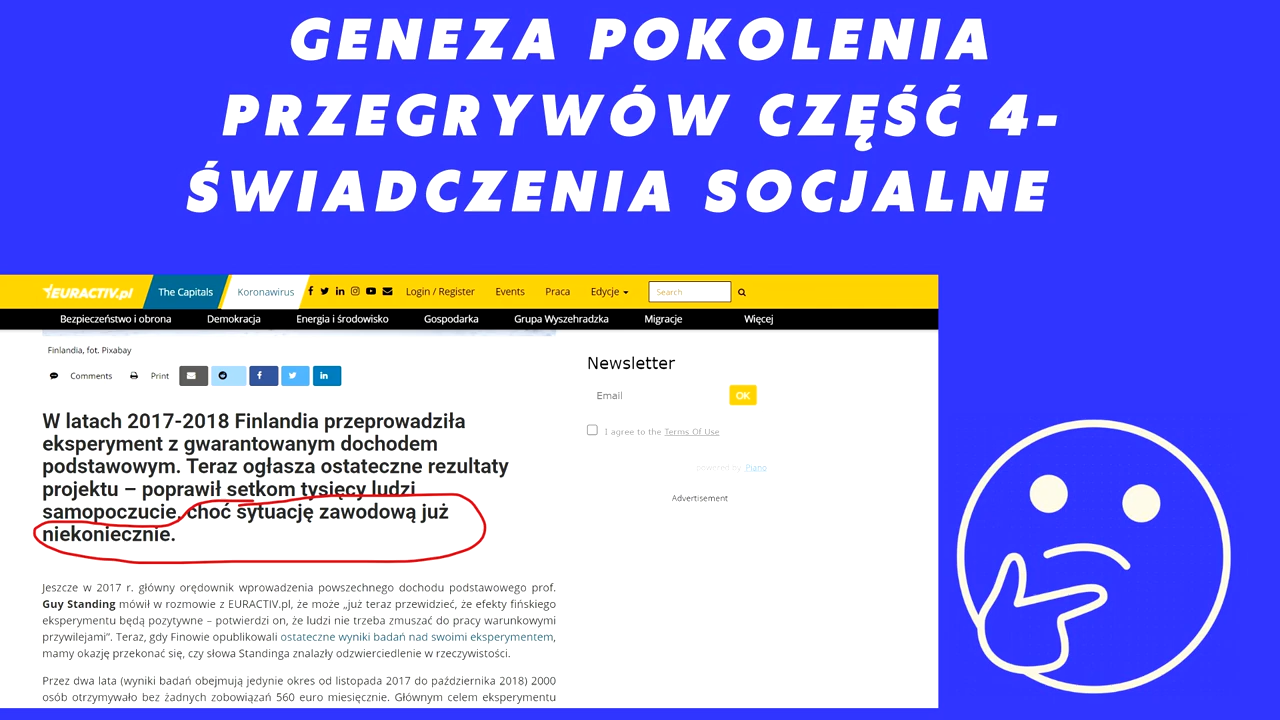 GENEZA POKOLENIA
PRZEGRYWÓW CZĘŚĆ 4-
ŚWIADCZENIA SOCJALNE
EURACTIV.pl The Capitals Koronawirus Login / Register Events Praca Edycje Search
Bezpieczeństwo i obrona Demokracja Energia i środowisko Gospodarka Grupa Wyszehradzka Migracje Więcej
Finlandia, fot. Pixabay
Comments Print
W latach 2017-2018 Finlandia przeprowadziła
eksperyment z gwarantowanym dochodem
podstawowym. Teraz ogłasza ostateczne rezultaty
projektu – poprawił setkom tysięcy ludzi
samopoczucie, choć sytuację zawodową już
niekoniecznie.
Jeszcze w 2017 r. główny orędownik wprowadzenia powszechnego dochodu podstawowego prof.
Guy Standing mówił w rozmowie z EURACTIV.pl, że może „już teraz przewidzieć, że efekty fińskiego
eksperymentu będą pozytywne – potwierdzi on, że ludzi nie trzeba zmuszać do pracy warunkowymi
przywilejami". Teraz, gdy Finowie opublikowali ostateczne wyniki badań nad swoimi eksperymentem,
mamy okazję przekonać się, czy słowa Standinga znalazły odzwierciedlenie w rzeczywistości.
Przez dwa lata (wyniki badań obejmują jedynie okres od listopada 2017 do października 2018) 2000
osób otrzymywało bez żadnych zobowiązań 560 euro miesięcznie. Głównym celem eksperymentu
Newsletter
Email OK
I agree to the Terms Of Use
powered by Piano
Advertisement